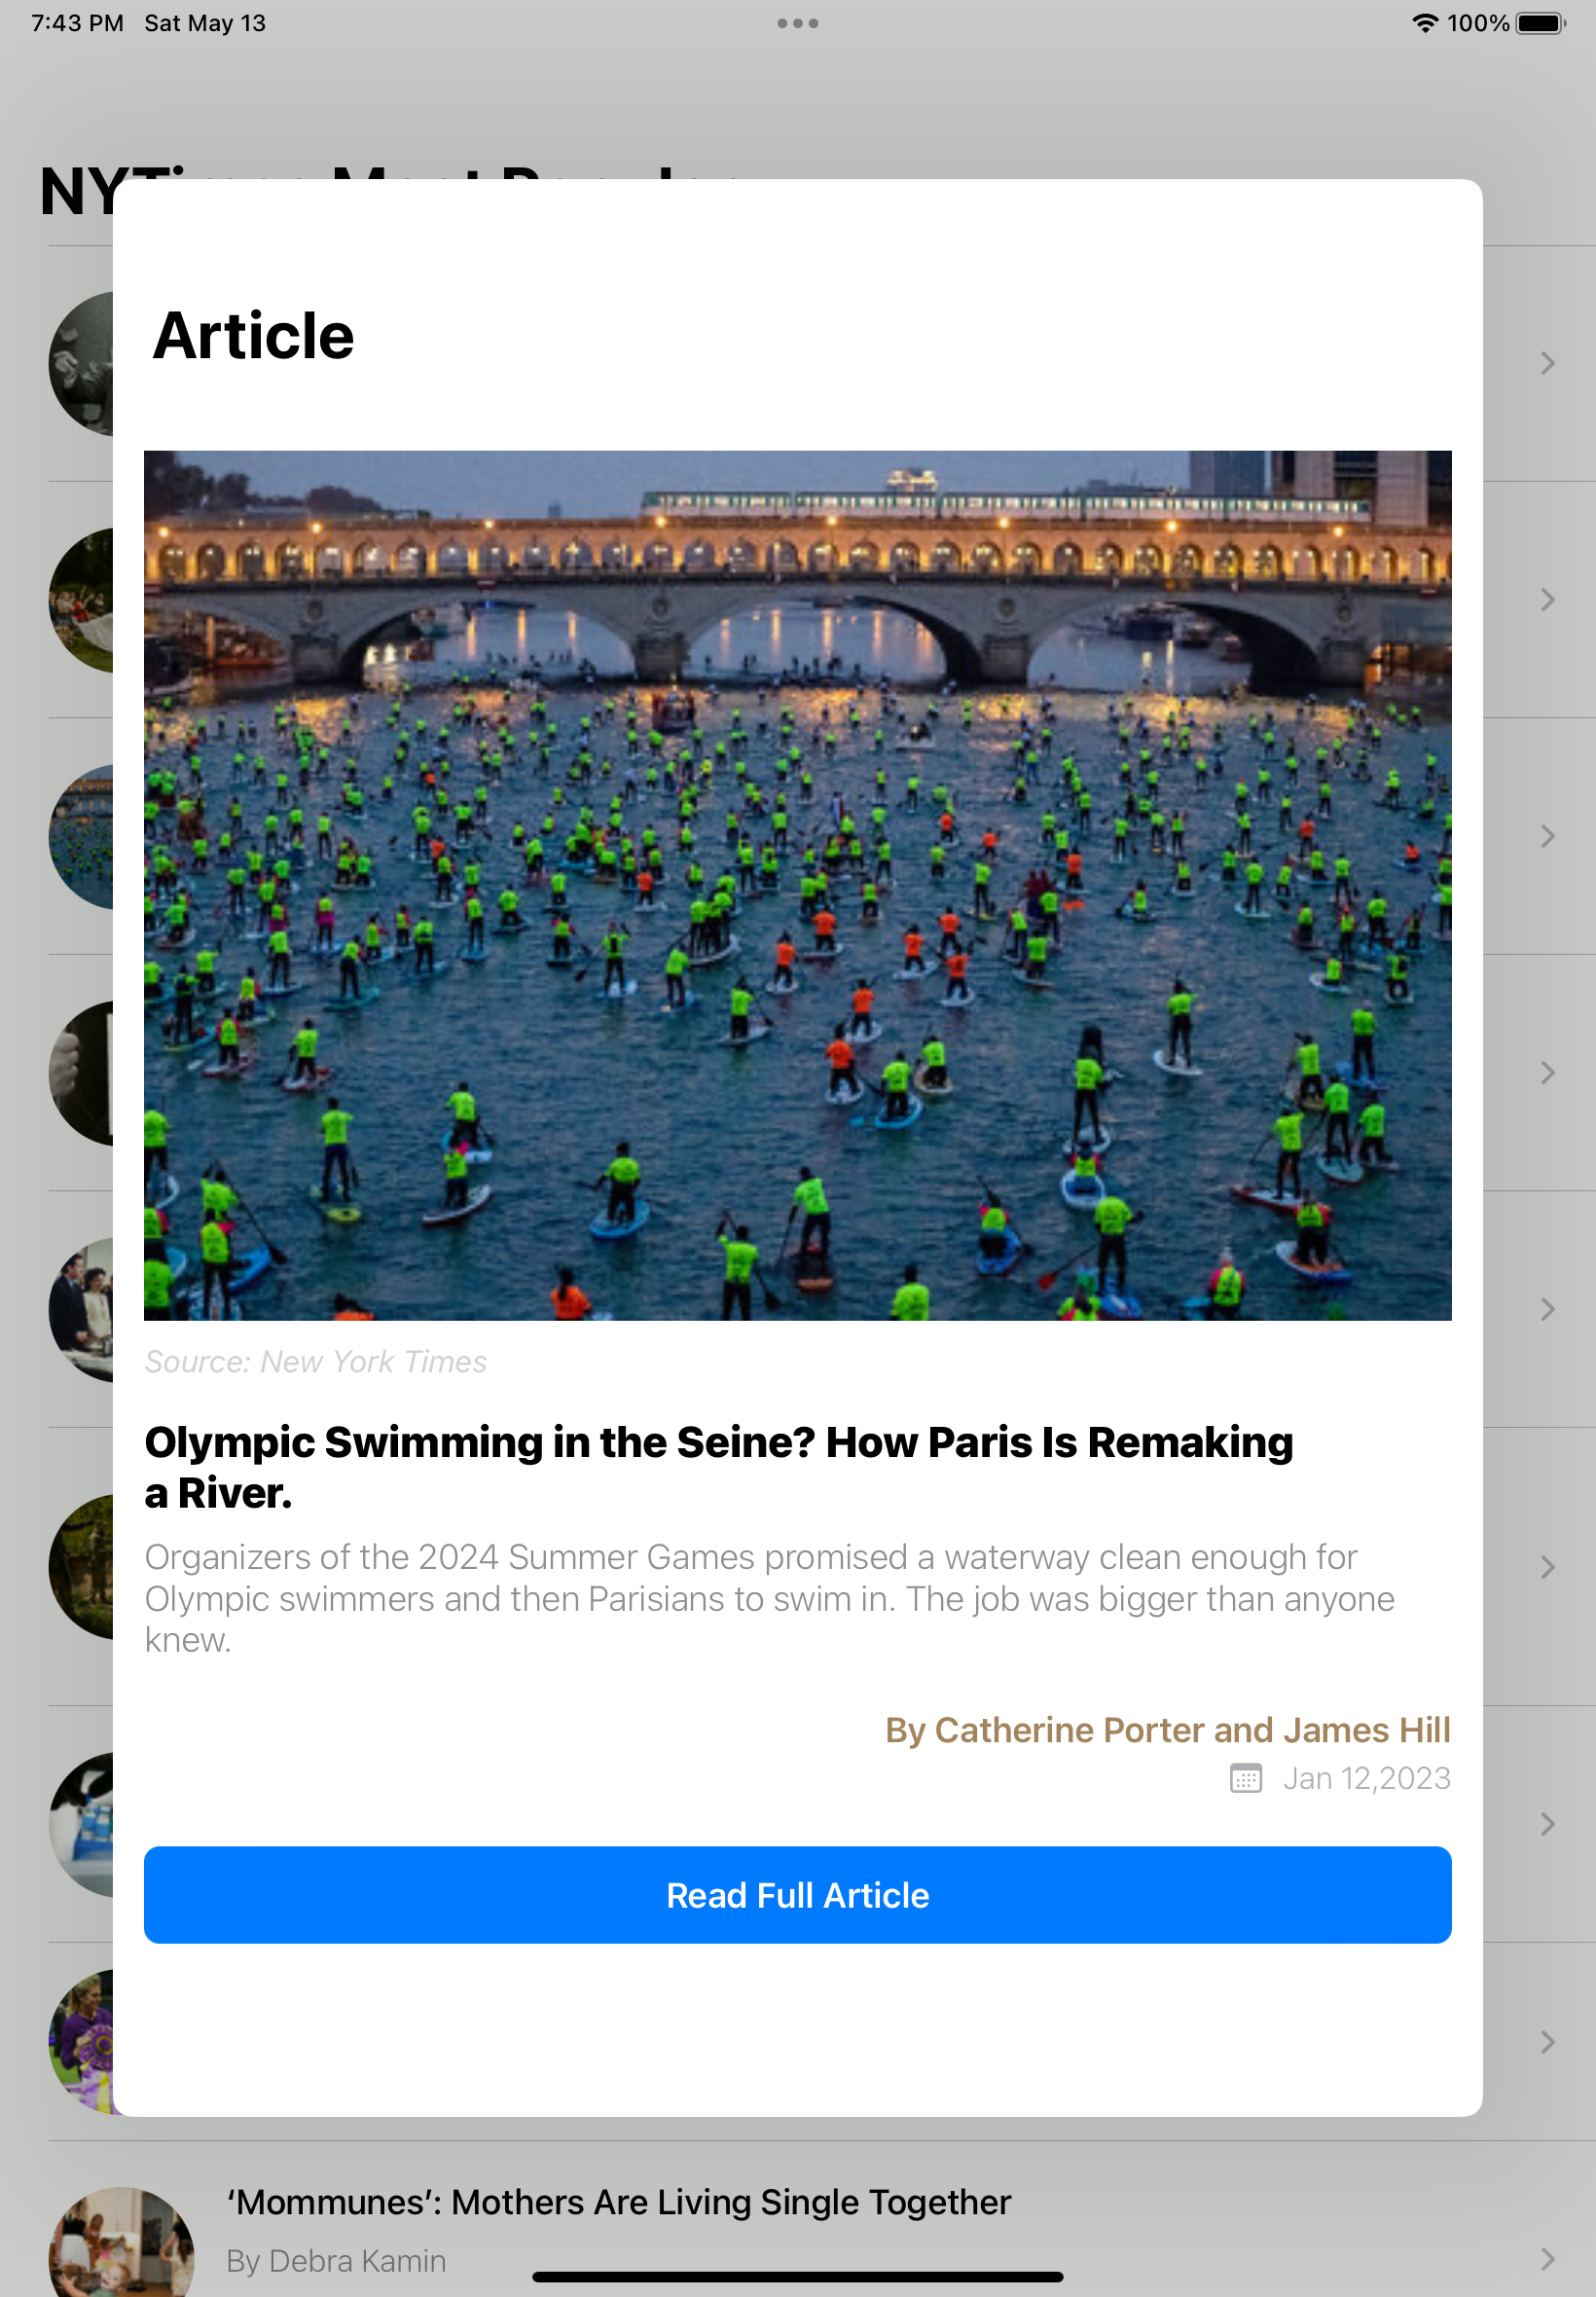 7:43 PM Sat May 13
100%
NYTimes Most Popular
Article
Source: New York Times
Olympic Swimming in the Seine? How Paris Is Remaking
a River.
Organizers of the 2024 Summer Games promised a waterway clean enough for
Olympic swimmers and then Parisians to swim in. The job was bigger than anyone
knew.
By Catherine Porter and James Hill
Jan 12,2023
Read Full Article
‘Mommunes’: Mothers Are Living Single Together
By Debra Kamin